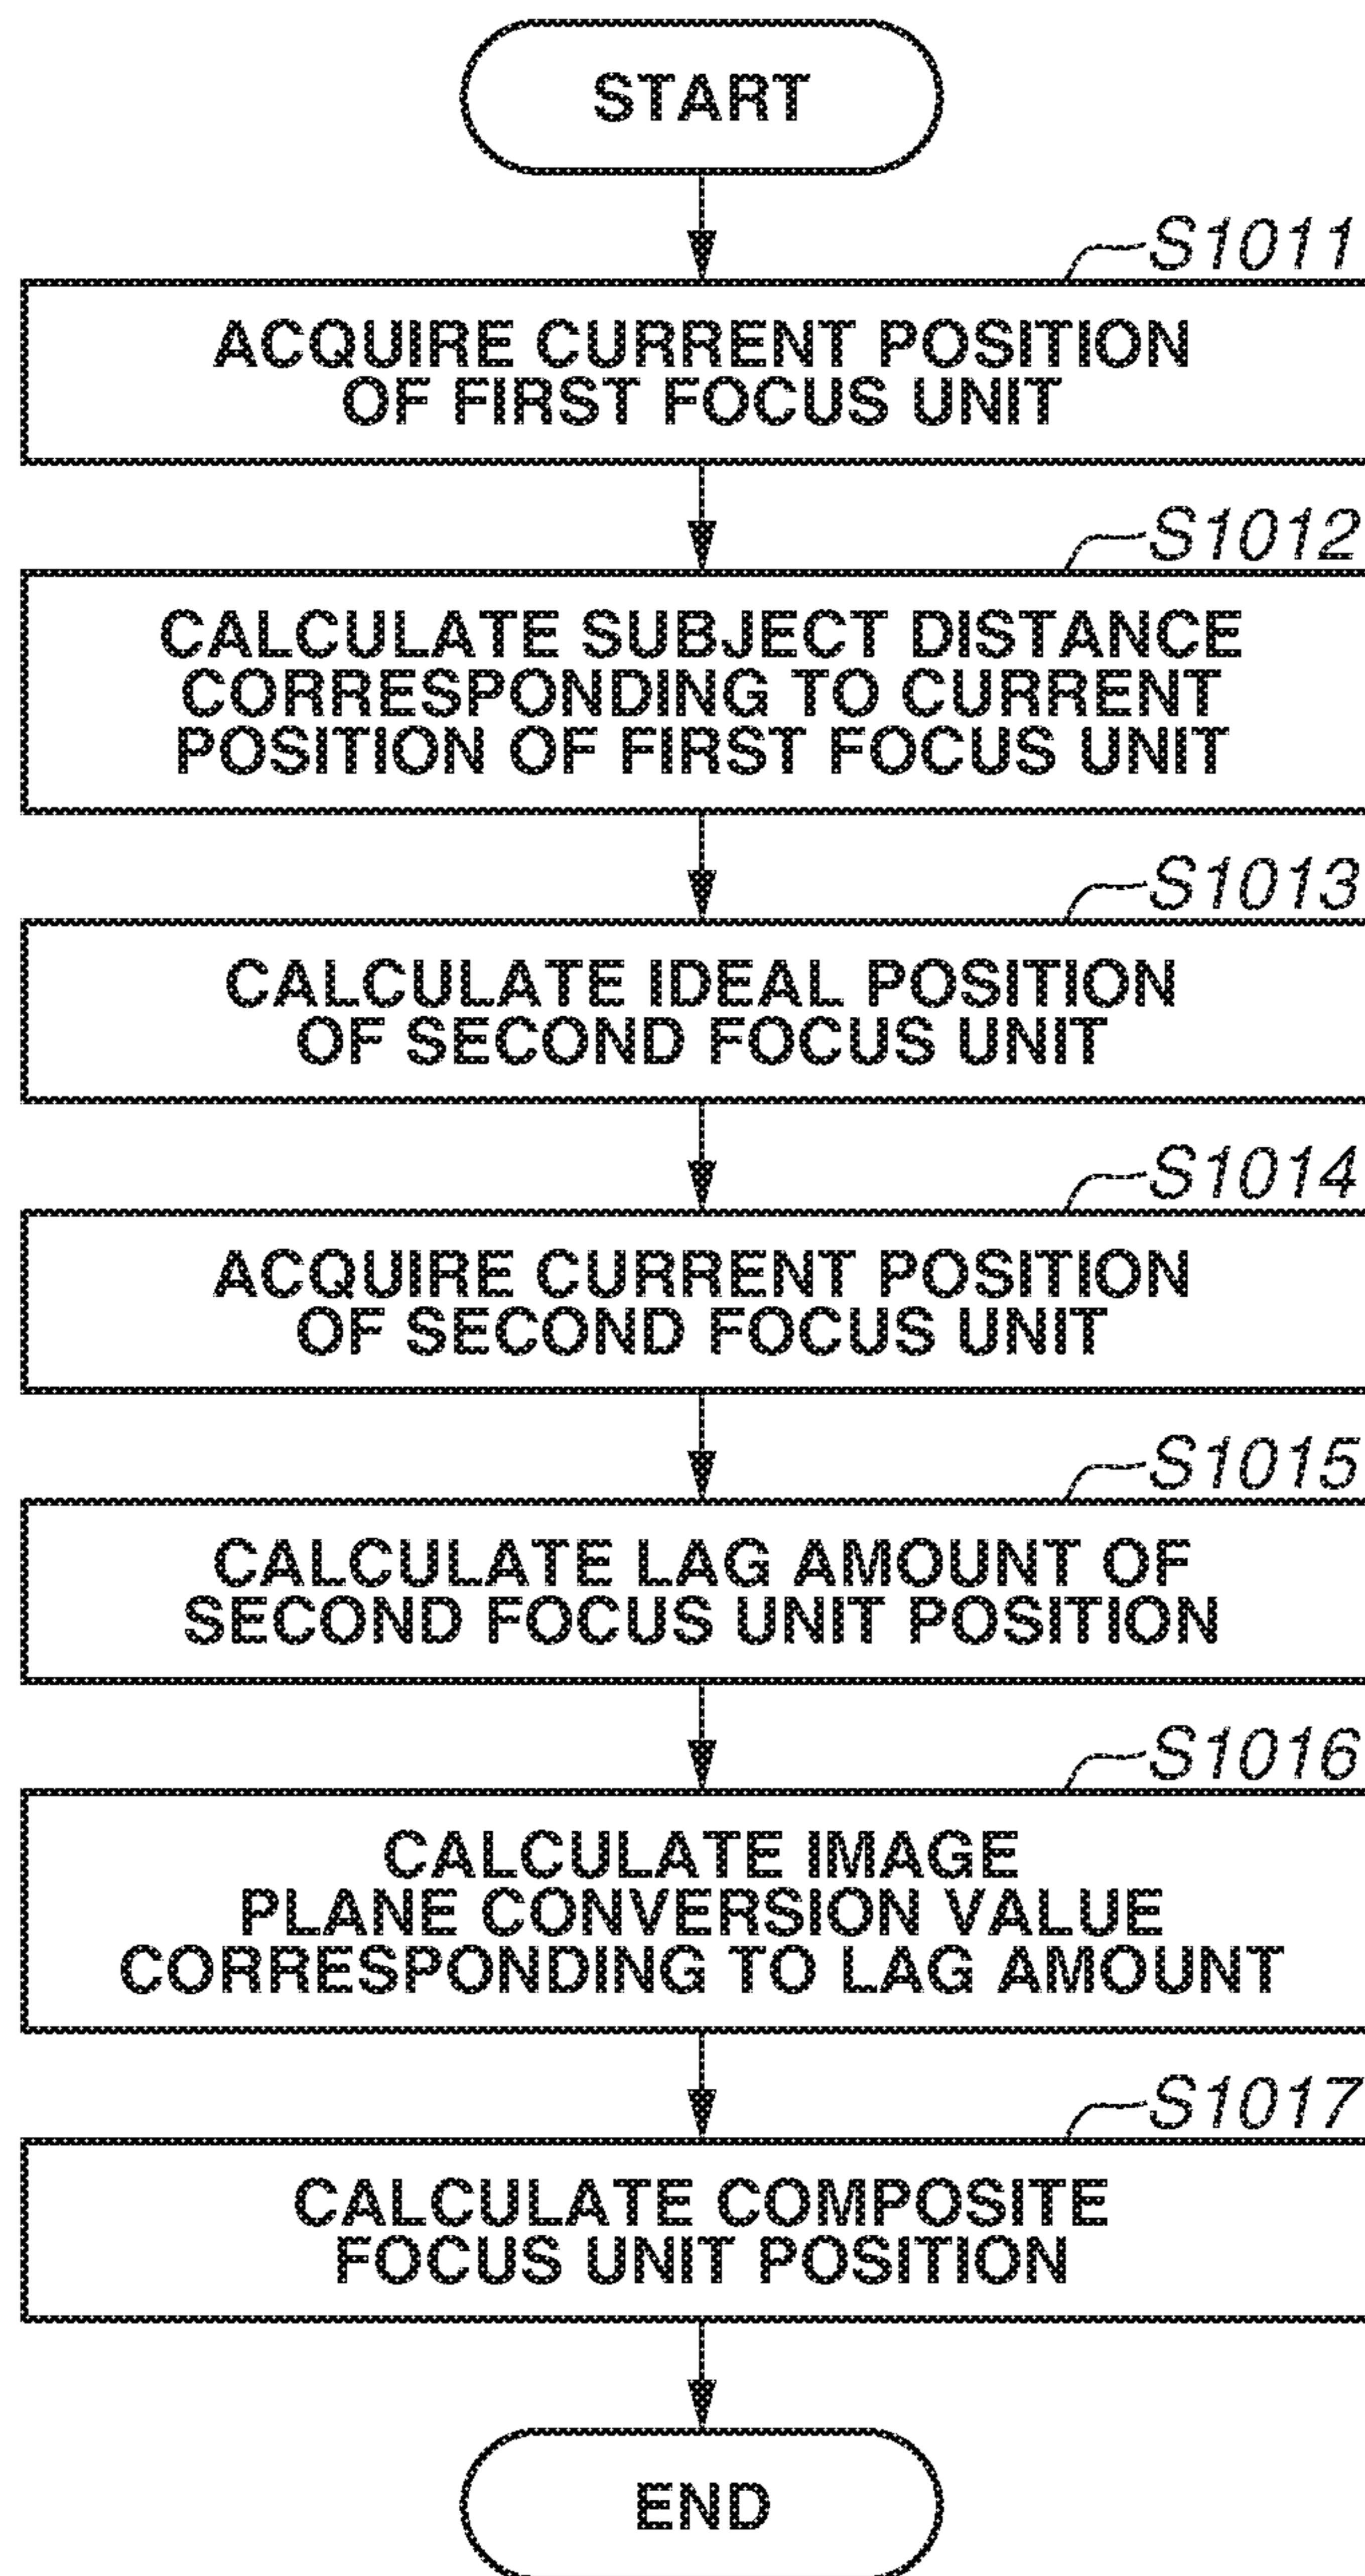 START
S1011
ACQUIRE CURRENT POSITION
OF FIRST FOCUS UNIT
S1012
CALCULATE SUBJECT DISTANCE
CORRESPONDING TO CURRENT
POSITION OF FIRST FOCUS UNIT
S1013
CALCULATE IDEAL POSITION
OF SECOND FOCUS UNIT
S1014
ACQUIRE CURRENT POSITION
OF SECOND FOCUS UNIT
S1015
CALCULATE LAG AMOUNT OF
SECOND FOCUS UNIT POSITION
S1016
CALCULATE IMAGE
PLANE CONVERSION VALUE
CORRESPONDING TO LAG AMOUNT
S1017
CALCULATE COMPOSITE
FOCUS UNIT POSITION
END